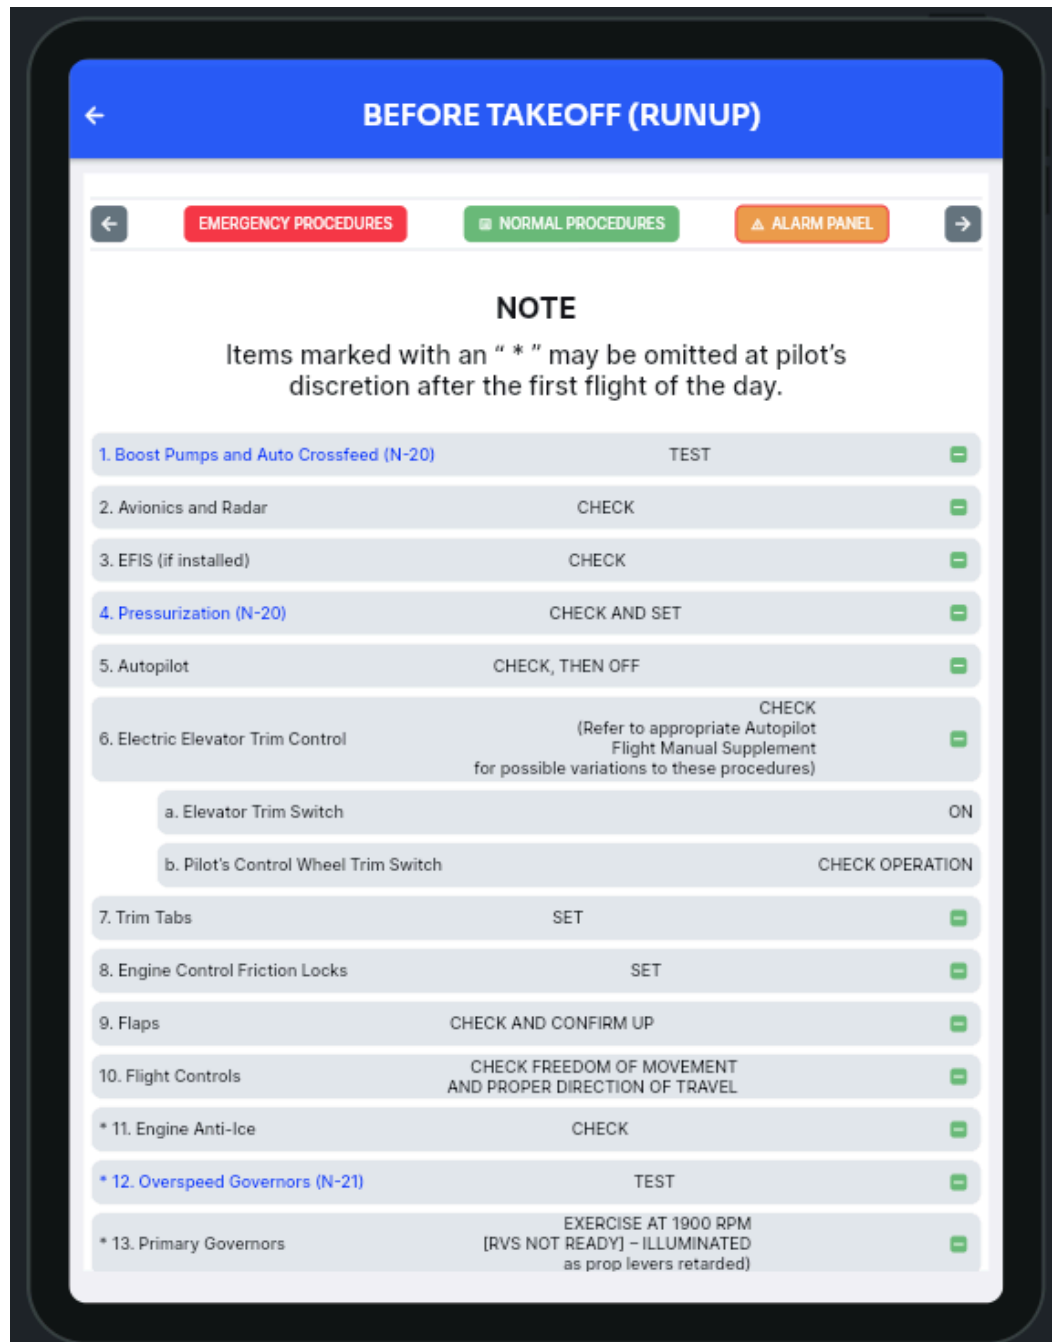 BEFORE TAKEOFF (RUNUP)
EMERGENCY PROCEDURES
NORMAL PROCEDURES
ALARM PANEL
NOTE
Items marked with an “ * ” may be omitted at pilot’s
discretion after the first flight of the day.
1. Boost Pumps and Auto Crossfeed (N-20) TEST
2. Avionics and Radar CHECK
3. EFIS (if installed) CHECK
4. Pressurization (N-20) CHECK AND SET
5. Autopilot CHECK, THEN OFF
6. Electric Elevator Trim Control
CHECK
(Refer to appropriate Autopilot
Flight Manual Supplement
for possible variations to these procedures)
a. Elevator Trim Switch ON
b. Pilot’s Control Wheel Trim Switch CHECK OPERATION
7. Trim Tabs SET
8. Engine Control Friction Locks SET
9. Flaps CHECK AND CONFIRM UP
10. Flight Controls
CHECK FREEDOM OF MOVEMENT
AND PROPER DIRECTION OF TRAVEL
* 11. Engine Anti-Ice CHECK
* 12. Overspeed Governors (N-21) TEST
* 13. Primary Governors
EXERCISE AT 1900 RPM
[RVS NOT READY] – ILLUMINATED
as prop levers retarded)